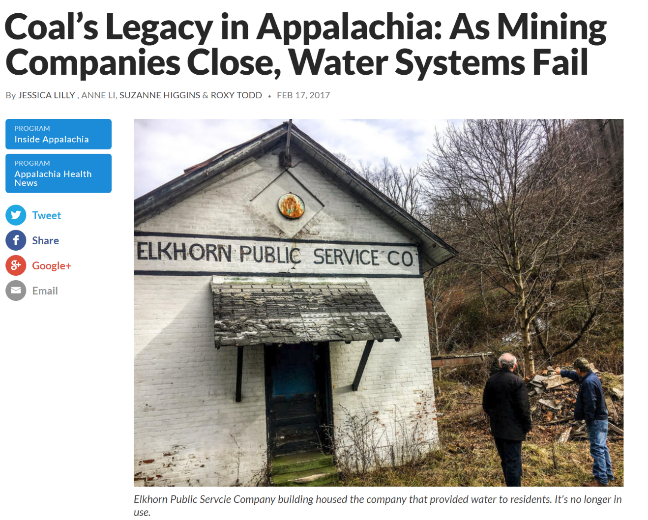 Coal's Legacy in Appalachia: As Mining
Companies Close, Water Systems Fail
By JESSICA LILLY , ANNE LI, SUZANNE HIGGINS & ROXY TODD • FEB 17, 2017
PROGRAM
Inside Appalachia
PROGRAM
Appalachia Health
News
Tweet
Share
Google+
Email
ELKHORN PUBLIC SERVICE CO
Elkhorn Public Servcie Company building housed the company that provided water to residents. It's no longer in
use.